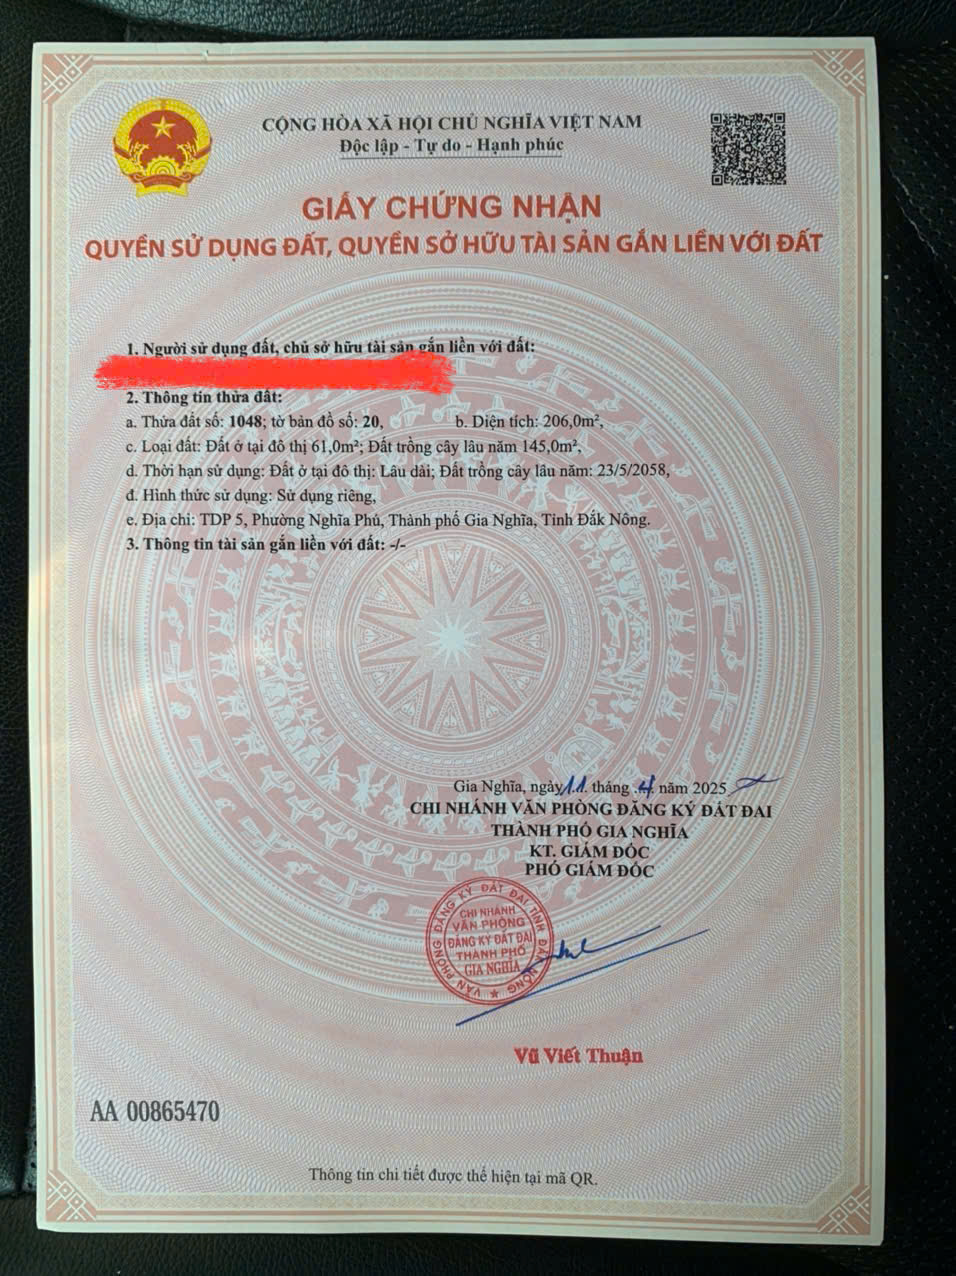 CỘNG HÒA XÃ HỘI CHỦ NGHĨA VIỆT NAM
Độc lập - Tự do - Hạnh phúc
GIẤY CHỨNG NHẬN
QUYỀN SỬ DỤNG ĐẤT, QUYỀN SỞ HỮU TÀI SẢN GẮN LIỀN VỚI ĐẤT
1. Người sử dụng đất, chủ sở hữu tài sản gắn liền với đất:
2. Thông tin thửa đất:
a. Thửa đất số: 1048; tờ bản đồ số: 20, b. Diện tích: 206,0m²,
c. Loại đất: Đất ở tại đô thị 61,0m²; Đất trồng cây lâu năm 145,0m²,
d. Thời hạn sử dụng: Đất ở tại đô thị: Lâu dài; Đất trồng cây lâu năm: 23/5/2058,
đ. Hình thức sử dụng: Sử dụng riêng,
e. Địa chỉ: TDP 5, Phường Nghĩa Phú, Thành phố Gia Nghĩa, Tỉnh Đắk Nông.
3. Thông tin tài sản gắn liền với đất: -/-
Gia Nghĩa, ngày 11 tháng 4 năm 2025
CHI NHÁNH VĂN PHÒNG ĐĂNG KÝ ĐẤT ĐAI
THÀNH PHỐ GIA NGHĨA
KT. GIÁM ĐỐC
PHÓ GIÁM ĐỐC
VĂN PHÒNG ĐĂNG KÝ ĐẤT ĐAI TỈNH ĐẮK NÔNG
CHI NHÁNH
VĂN PHÒNG
ĐĂNG KÝ ĐẤT ĐAI
THÀNH PHỐ
GIA NGHĨA
Vũ Viết Thuận
AA 00865470
Thông tin chi tiết được thể hiện tại mã QR.